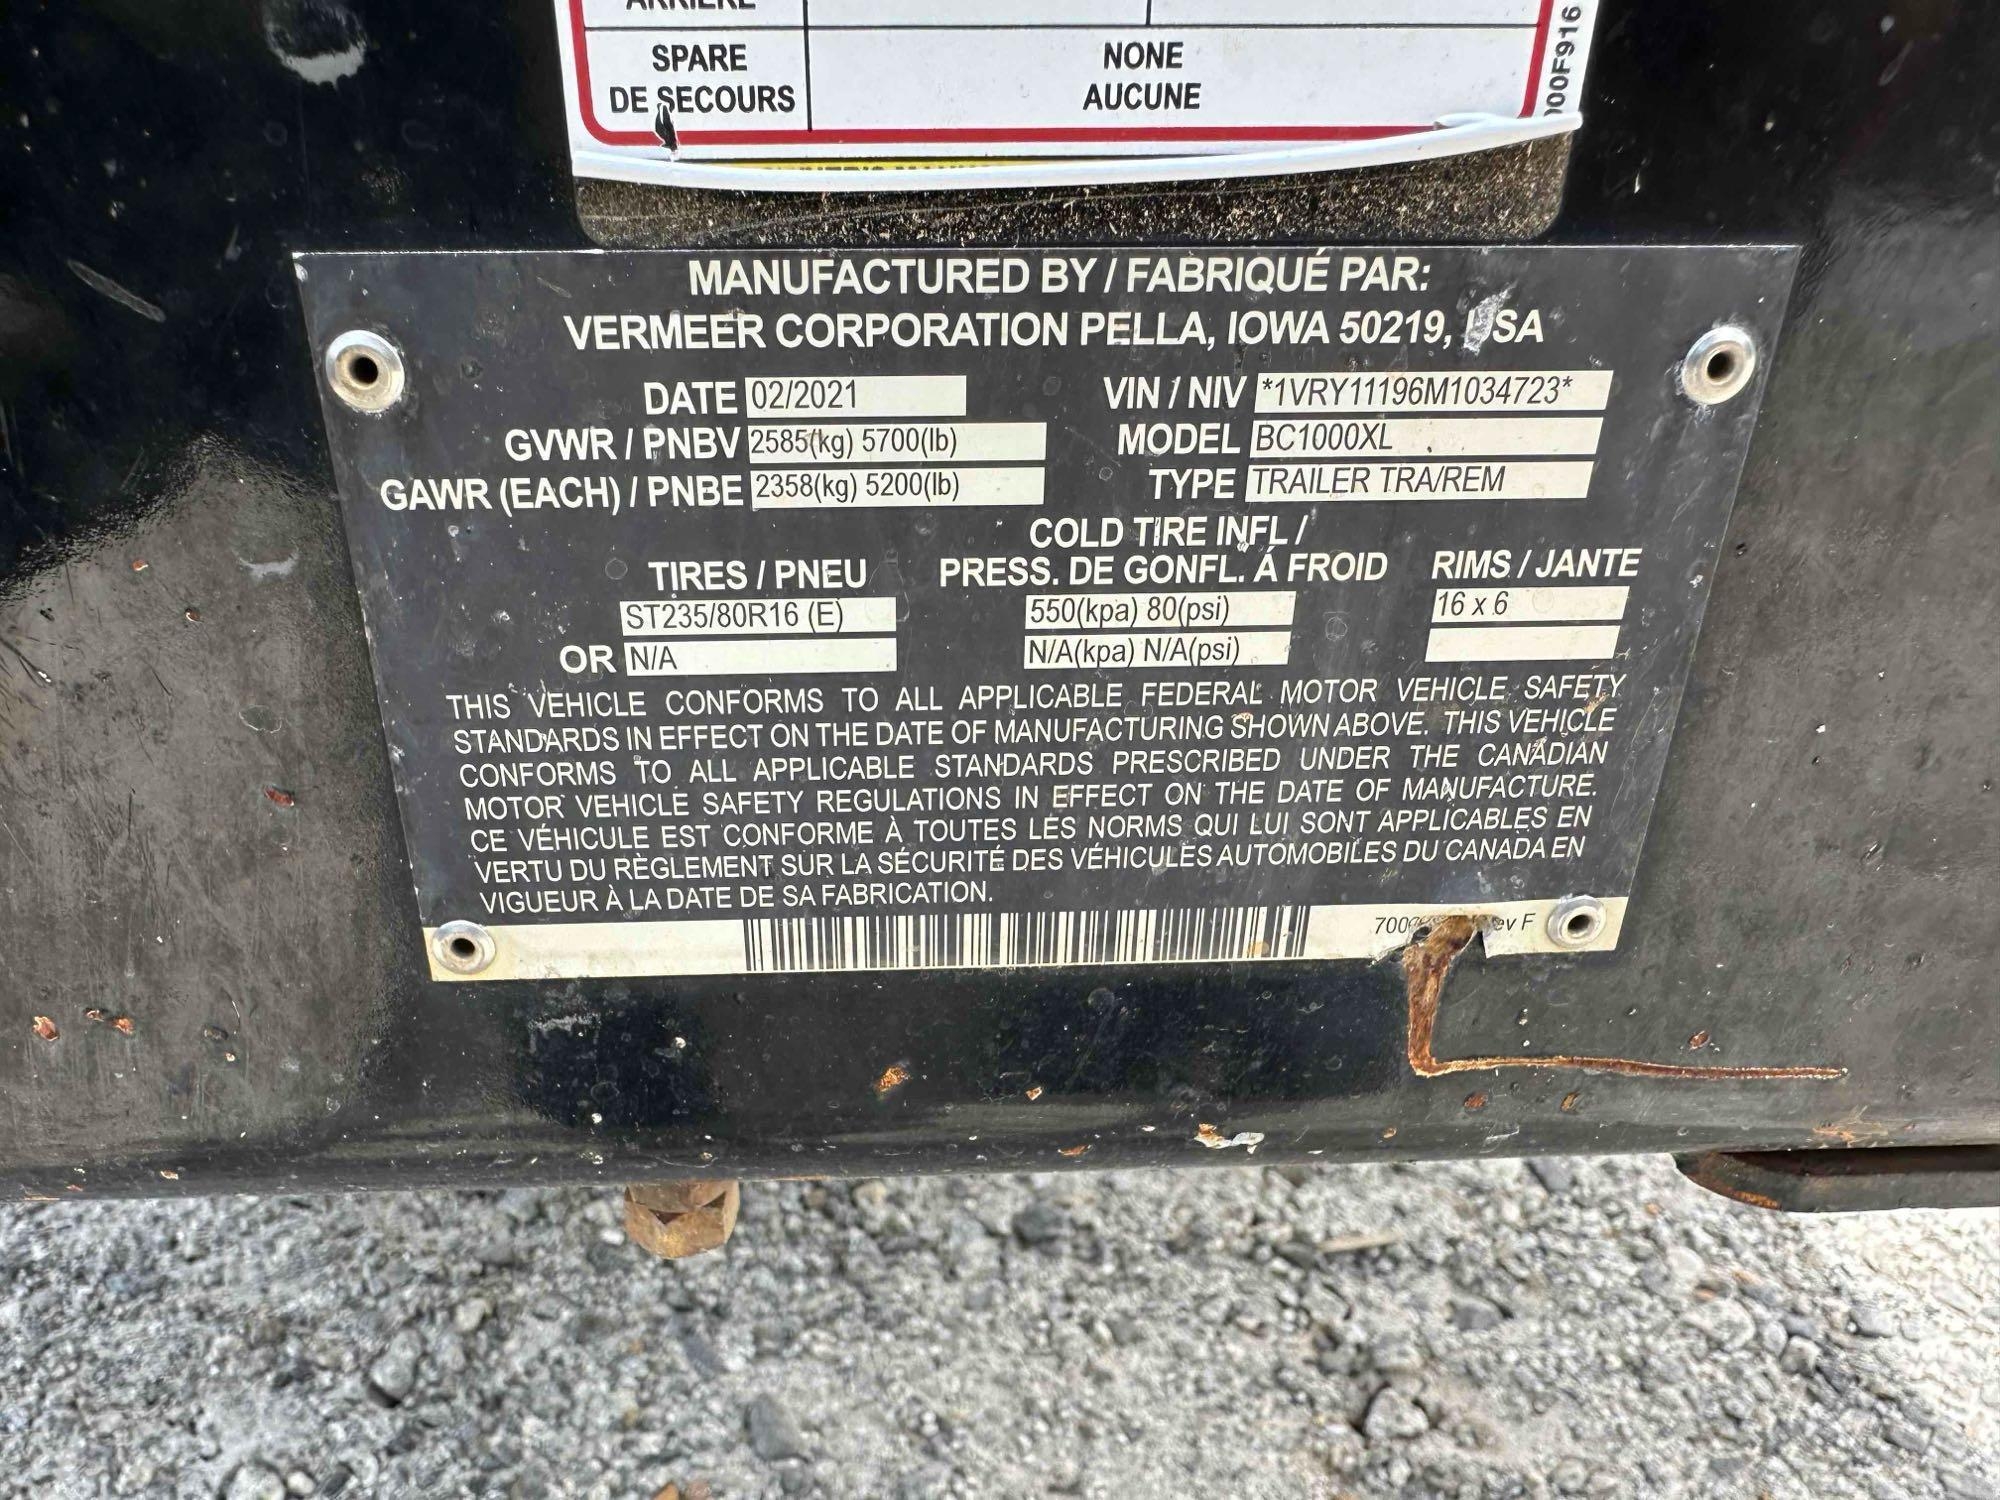 SPARE NONE
DE SECOURS AUCUNE
MANUFACTURED BY / FABRIQUÉ PAR:
VERMEER CORPORATION PELLA, IOWA 50219, USA
DATE 02/2021 VIN / NIV *1VRY11196M1034723*
GVWR / PNBV 2585(kg) 5700(lb) MODEL BC1000XL
GAWR (EACH) / PNBE 2358(kg) 5200(lb) TYPE TRAILER TRA/REM
COLD TIRE INFL /
TIRES / PNEU PRESS. DE GONFL. Á FROID RIMS / JANTE
ST235/80R16 (E) 550(kpa) 80(psi) 16 x 6
OR N/A N/A(kpa) N/A(psi)
THIS VEHICLE CONFORMS TO ALL APPLICABLE FEDERAL MOTOR VEHICLE SAFETY
STANDARDS IN EFFECT ON THE DATE OF MANUFACTURING SHOWN ABOVE. THIS VEHICLE
CONFORMS TO ALL APPLICABLE STANDARDS PRESCRIBED UNDER THE CANADIAN
MOTOR VEHICLE SAFETY REGULATIONS IN EFFECT ON THE DATE OF MANUFACTURE.
CE VÉHICULE EST CONFORME À TOUTES LES NORMS QUI LUI SONT APPLICABLES EN
VERTU DU RÈGLEMENT SUR LA SÉCURITÉ DES VÉHICULES AUTOMOBILES DU CANADA EN
VIGUEUR À LA DATE DE SA FABRICATION.